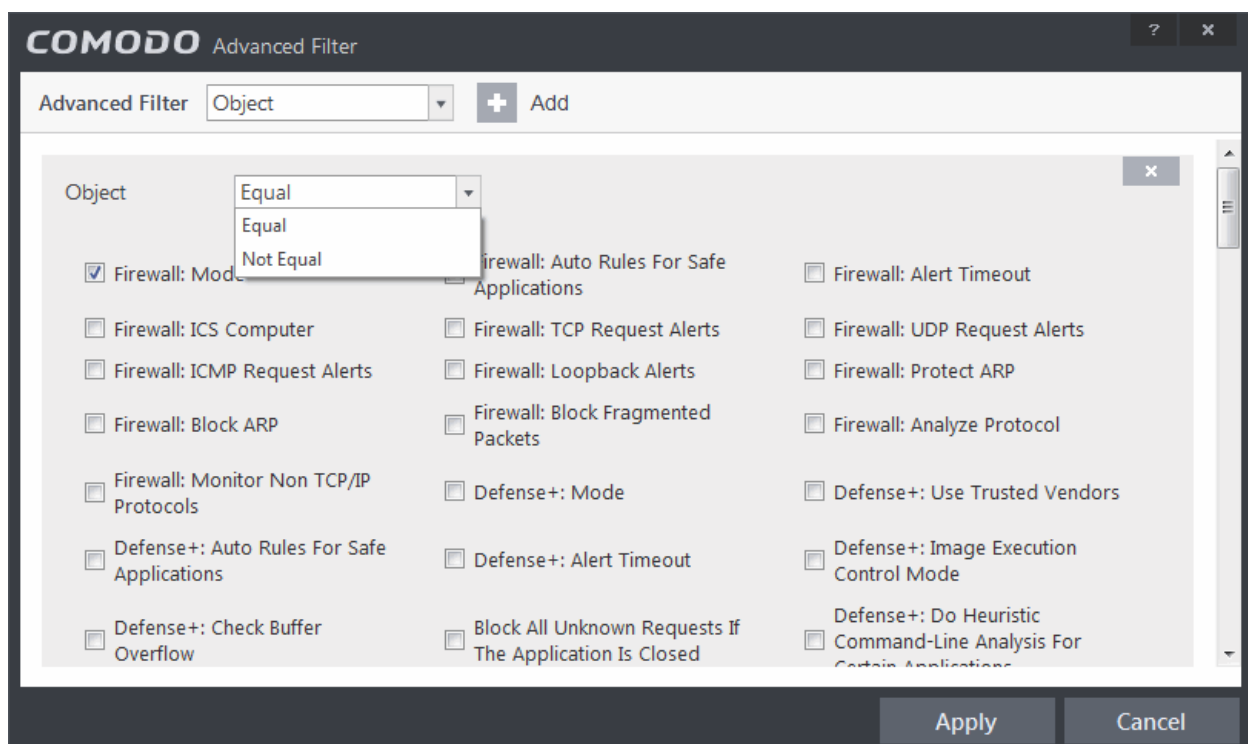 COMODO Advanced Filter
? ×
Advanced Filter Object + Add
Object Equal
Equal
Not Equal
Firewall: Mod
Firewall: Auto Rules For Safe
Applications
Firewall: Alert Timeout
Firewall: ICS Computer
Firewall: TCP Request Alerts
Firewall: UDP Request Alerts
Firewall: ICMP Request Alerts
Firewall: Loopback Alerts
Firewall: Protect ARP
Firewall: Block ARP
Firewall: Block Fragmented
Packets
Firewall: Analyze Protocol
Firewall: Monitor Non TCP/IP
Protocols
Defense+: Mode
Defense+: Use Trusted Vendors
Defense+: Auto Rules For Safe
Applications
Defense+: Alert Timeout
Defense+: Image Execution
Control Mode
Defense+: Check Buffer
Overflow
Block All Unknown Requests If
The Application Is Closed
Defense+: Do Heuristic
Command-Line Analysis For
Certain Applications
Apply
Cancel